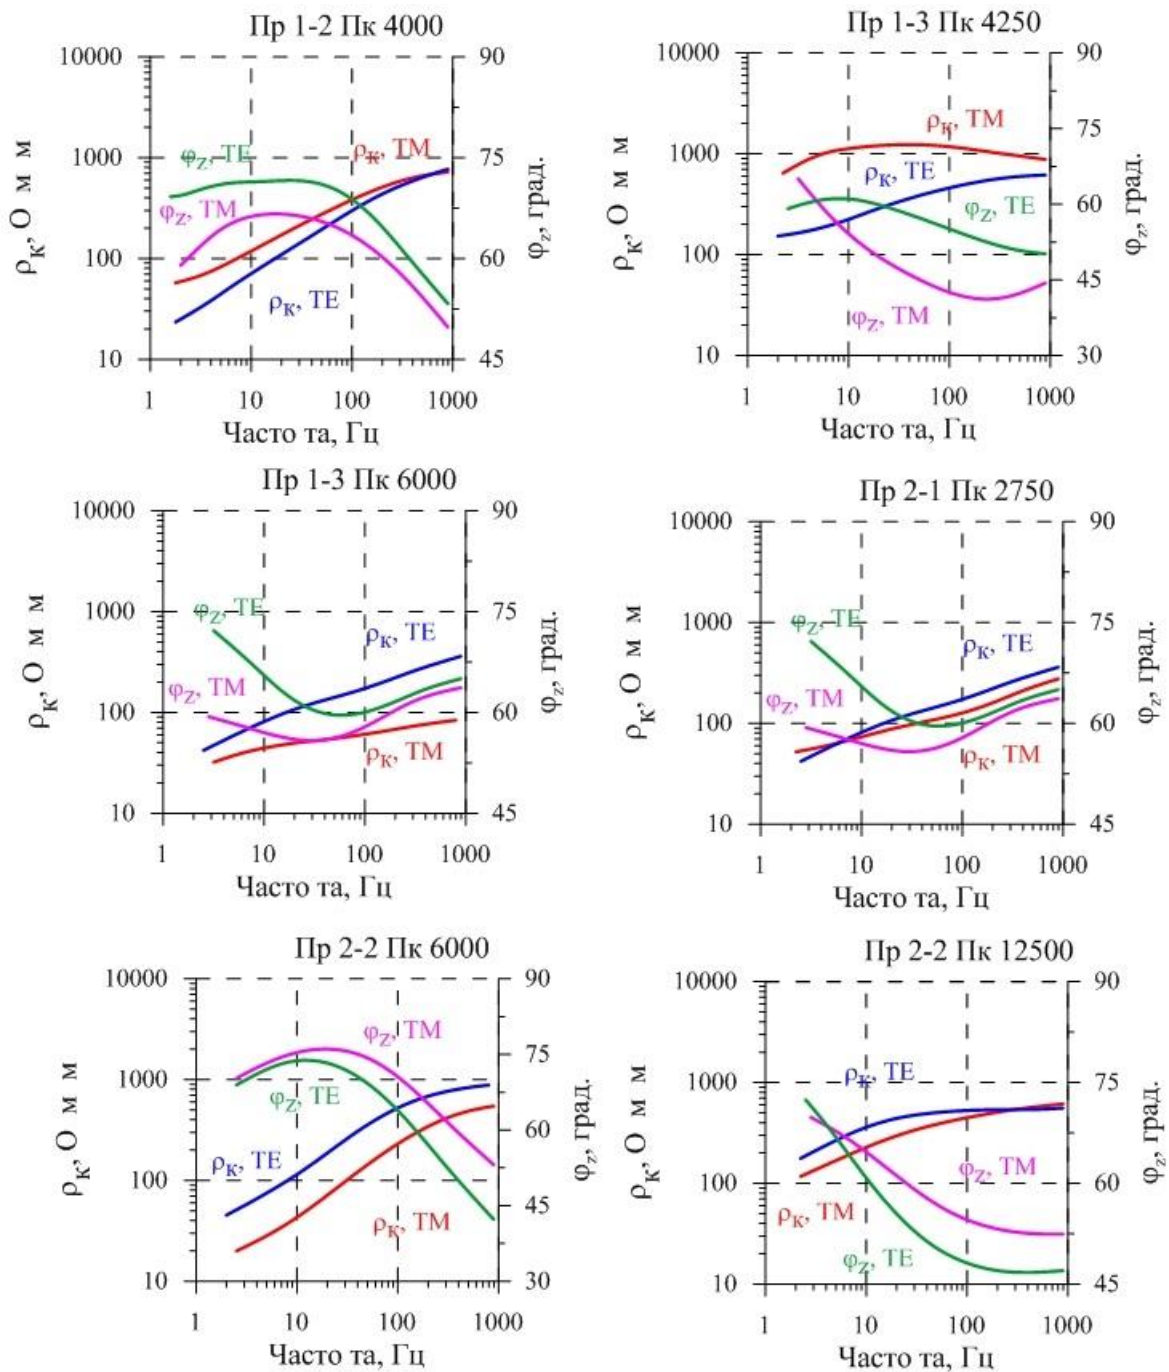 Пр 1-2 Пк 4000
10000
1000
100
10
ρк, О м м
90
75
60
45
φz, град.
φz, TE
ρк, TM
φz, TM
ρк, TE
1 10 100 1000
Часто та, Гц
Пр 1-3 Пк 4250
10000
1000
100
10
ρк, О м м
90
75
60
45
30
φz, град.
ρк, TM
ρк, TE
φz, TE
φz, TM
1 10 100 1000
Часто та, Гц
Пр 1-3 Пк 6000
10000
1000
100
10
ρк, О м м
90
75
60
45
φz, град.
φz, TE
ρк, TE
φz, TM
ρк, TM
1 10 100 1000
Часто та, Гц
Пр 2-1 Пк 2750
10000
1000
100
10
ρк, О м м
90
75
60
45
φz, град.
φz, TE
ρк, TE
φz, TM
ρк, TM
1 10 100 1000
Часто та, Гц
Пр 2-2 Пк 6000
10000
1000
100
10
ρк, О м м
90
75
60
45
30
φz, град.
φz, TM
φz, TE
ρк, TE
ρк, TM
1 10 100 1000
Часто та, Гц
Пр 2-2 Пк 12500
10000
1000
100
10
ρк, О м м
90
75
60
45
φz, град.
ρк, TE
φz, TM
ρк, TM
φz, TE
1 10 100 1000
Часто та, Гц